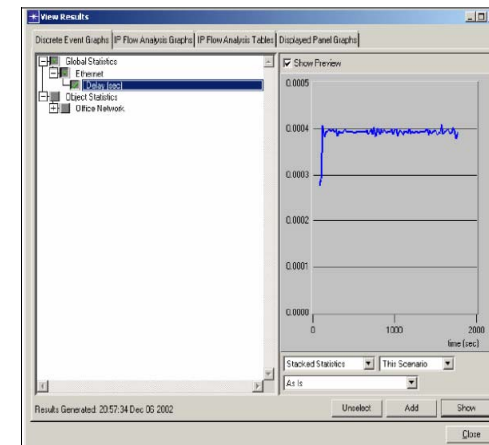 View Results
Discrete Event Graphs
IP Flow Analysis Graphs
IP Flow Analysis Tables
Displayed Panel Graphs
Global Statistics
Ethernet
Delay (sec)
Object Statistics
Office Network
Show Preview
0.0005
0.0004
0.0003
0.0002
0.0001
0.0000
0
1000
2000
time (sec)
Stacked Statistics
This Scenario
As Is
Results Generated: 20:57:34 Dec 06 2002
Unselect
Add
Show
Close